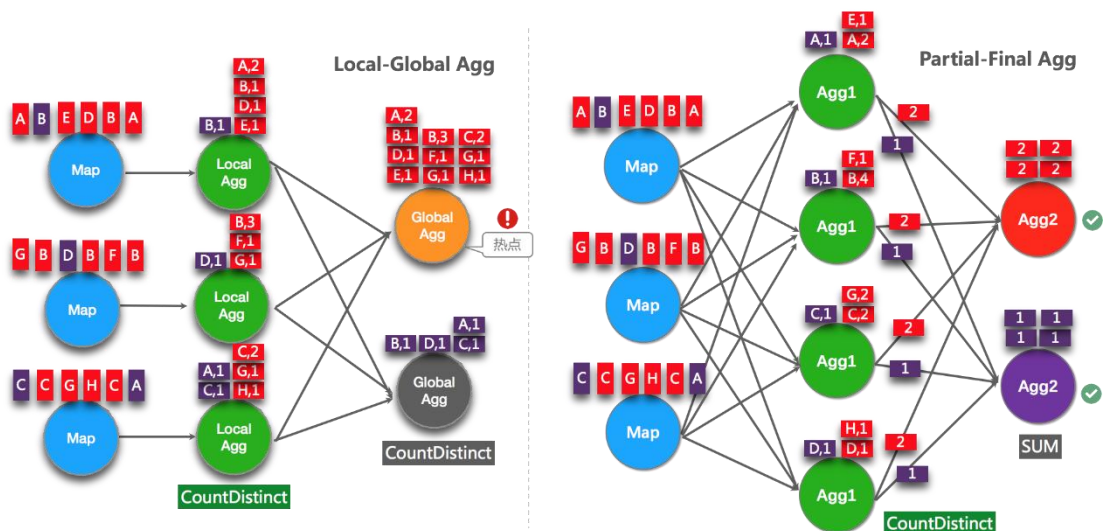 Local-Global Agg
A B E D B A
Map
A,2
B,1
D,1
B,1 E,1
Local
Agg
G B D B F B
Map
B,3
F,1
D,1 G,1
Local
Agg
C C G H C A
Map
C,2
A,1 G,1
C,1 H,1
Local
Agg
CountDistinct
A,2
B,1 B,3 C,2
D,1 F,1 G,1
E,1 G,1 H,1
Global
Agg
热点
A,1
B,1 D,1 C,1
Global
Agg
CountDistinct
Partial-Final Agg
A B E D B A
Map
G B D B F B
Map
C C G H C A
Map
E,1
A,1 A,2
Agg1
2
1
F,1
B,1 B,4
Agg1
2
1
G,2
C,1 C,2
Agg1
2
1
H,1
D,1 D,1
Agg1
2
1
CountDistinct
2 2
2 2
Agg2
1 1
1 1
Agg2
SUM